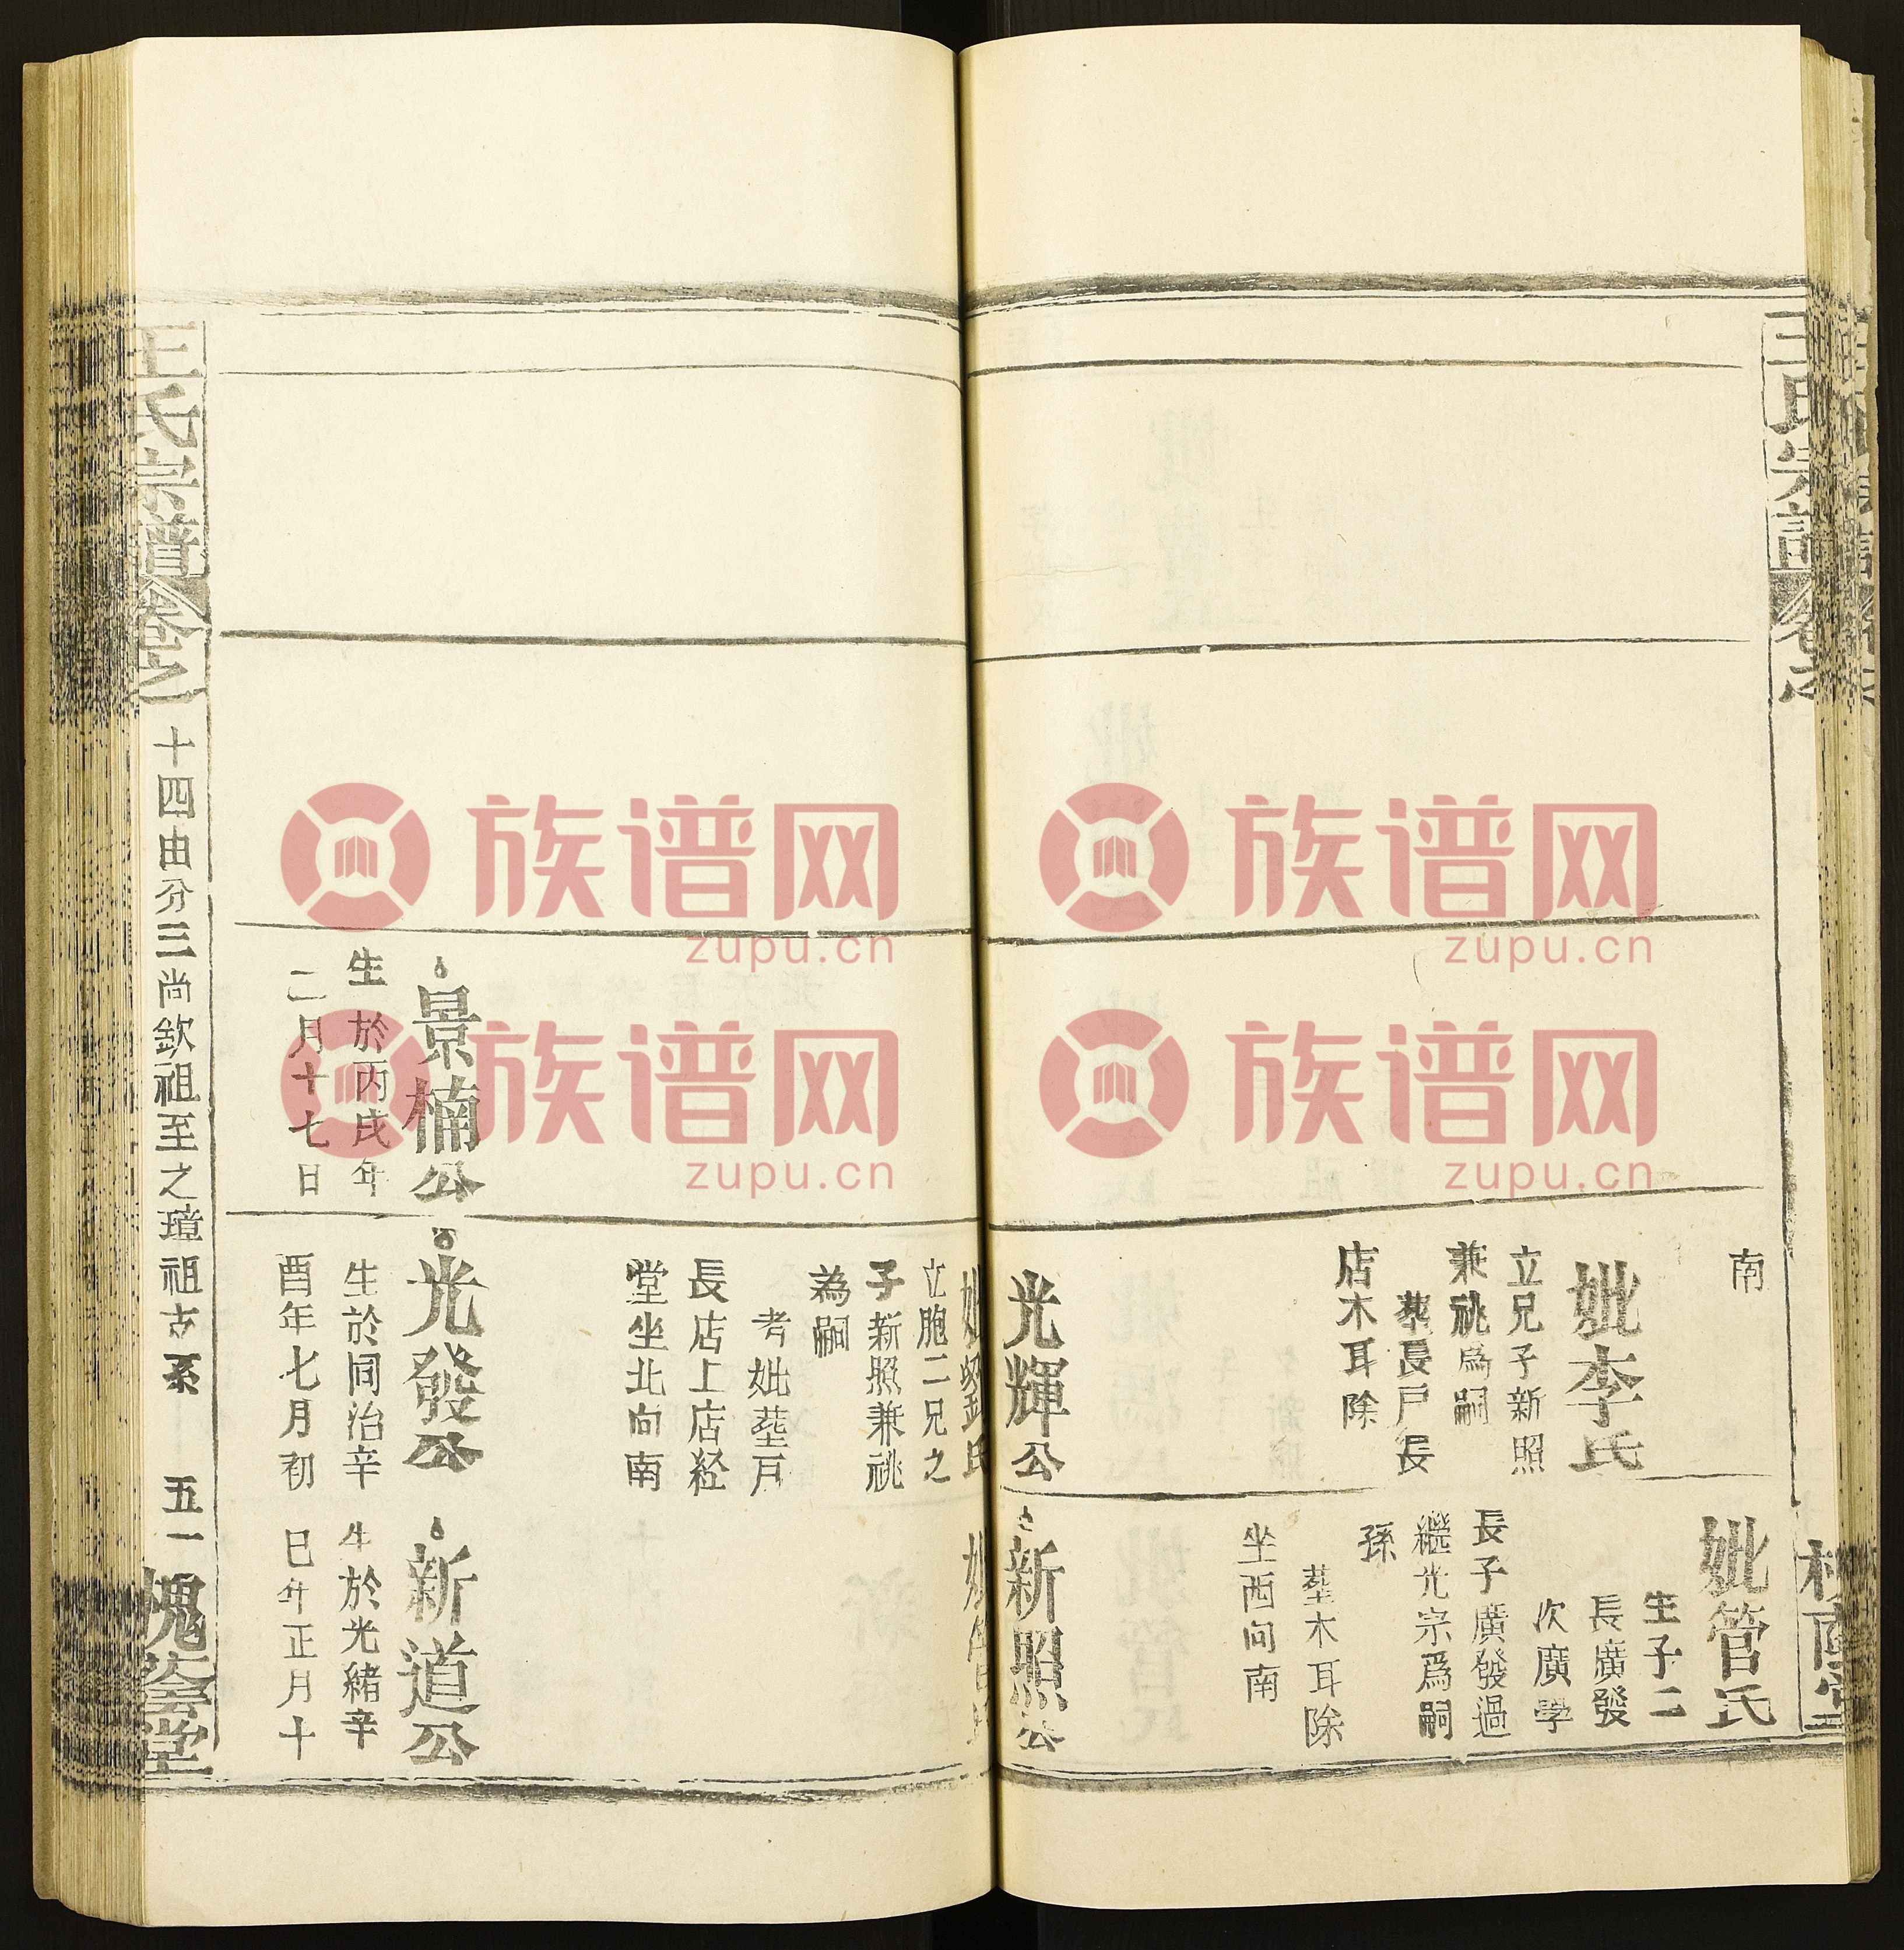 南
妣李氏
立兄子新照
兼祧為嗣
葬長戸長
店木耳除
光輝公
妣管氏
生子二
長廣發
次廣學
長子廣發過
繼光宗爲嗣
孫
塟木耳除
坐酉向南
新照公
妣劉氏
立胞二兄之
子新照兼祧
為嗣
考妣塟戸
長店上店経
堂坐北向南
景楠公
生於丙戌年
二月十七日
光發公
生於同治辛
酉年七月初
新道公
生於光緒辛
巳年正月十
王氏宗譜
卷之一
十四由分三尚欽祖至之璋祖古系
五一
槐蔭堂
族谱网
zupu.cn
族谱网
zupu.cn
族谱网
zupu.cn
族谱网
zupu.cn